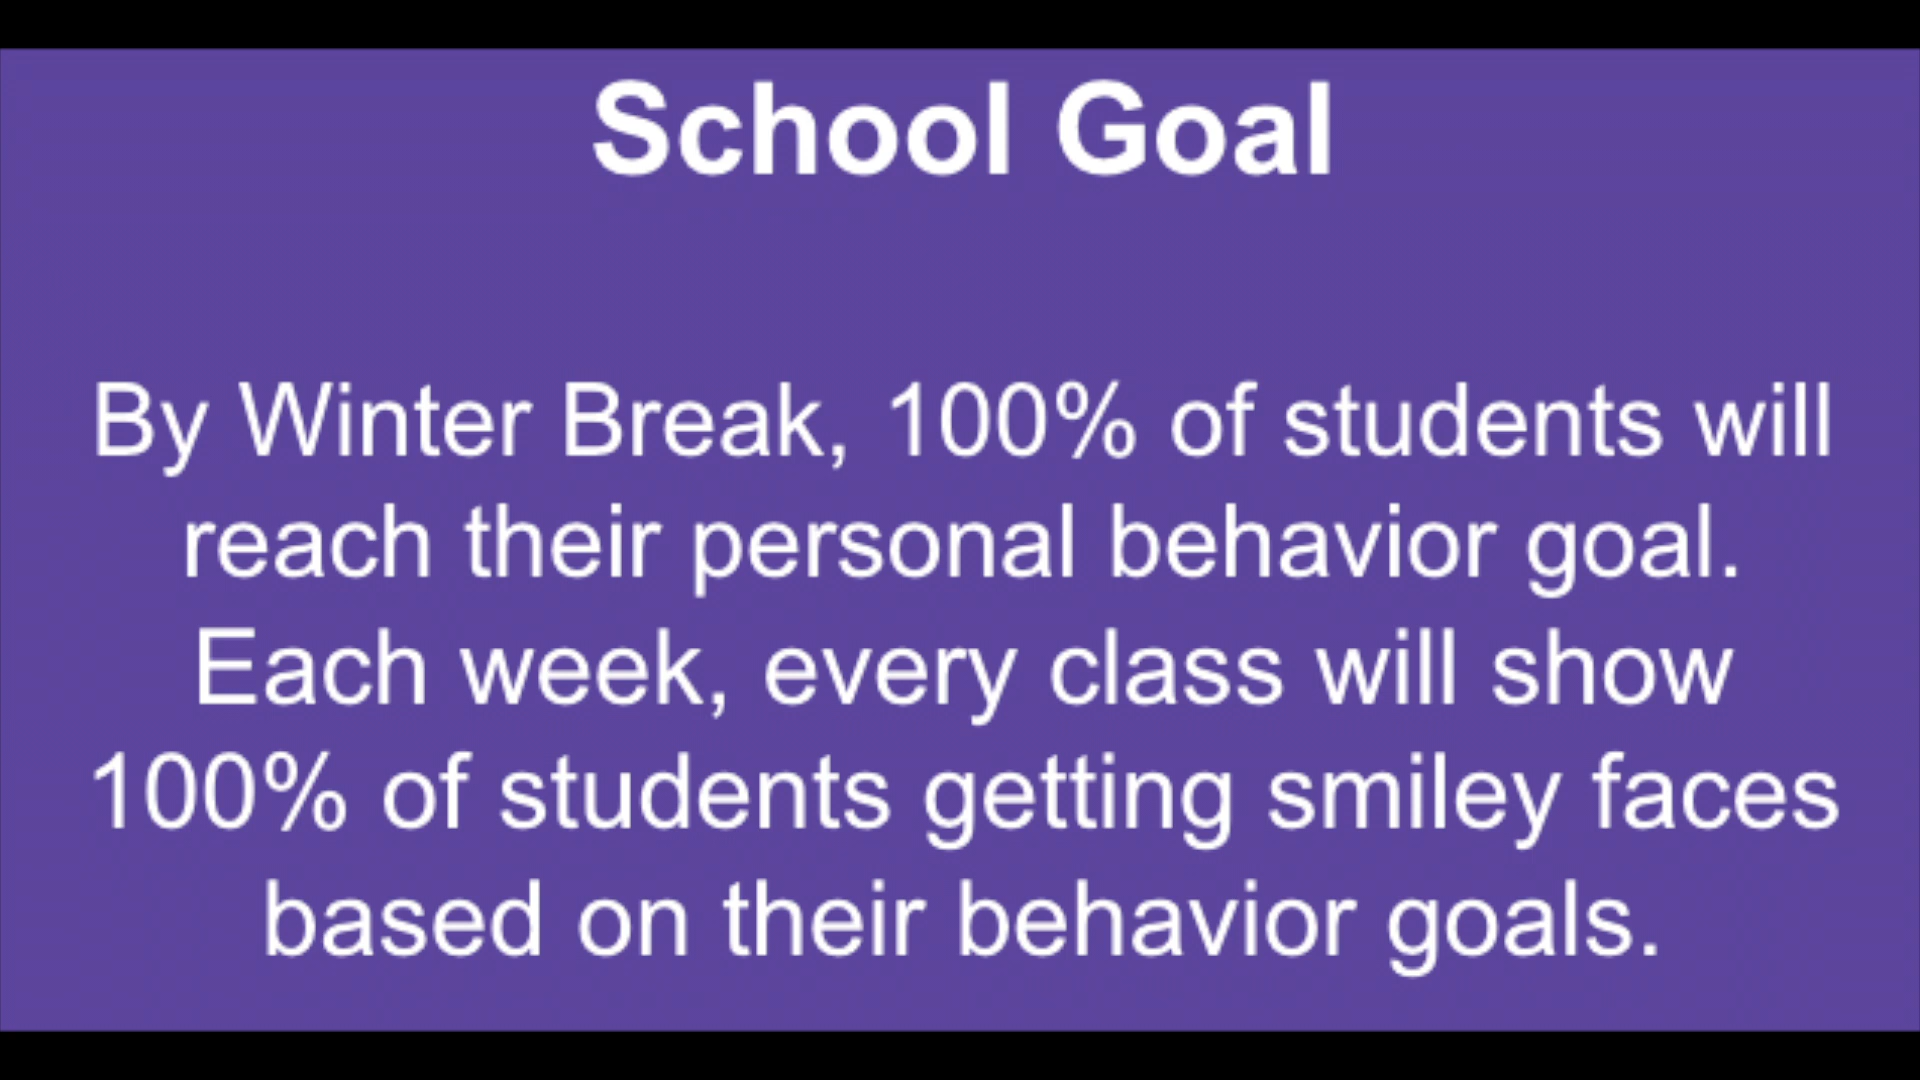 School Goal
By Winter Break, 100% of students will
reach their personal behavior goal.
Each week, every class will show
100% of students getting smiley faces
based on their behavior goals.